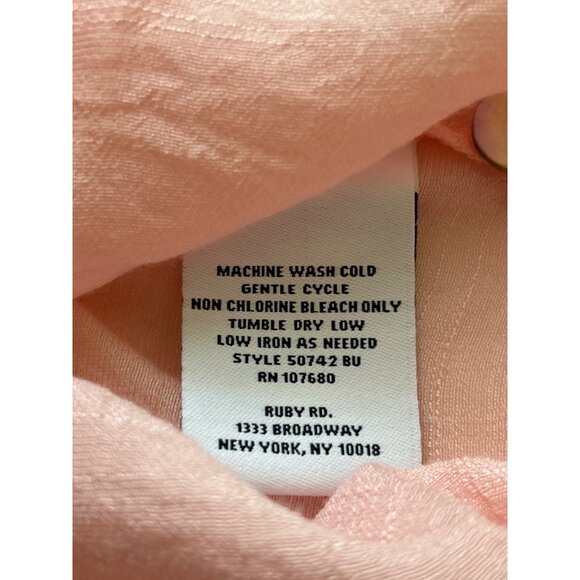 MACHINE WASH COLD
GENTLE CYCLE
NON CHLORINE BLEACH ONLY
TUMBLE DRY LOW
LOW IRON AS NEEDED
STYLE 50742 BU
RN 107680
RUBY RD.
1333 BROADWAY
NEW YORK, NY 10018